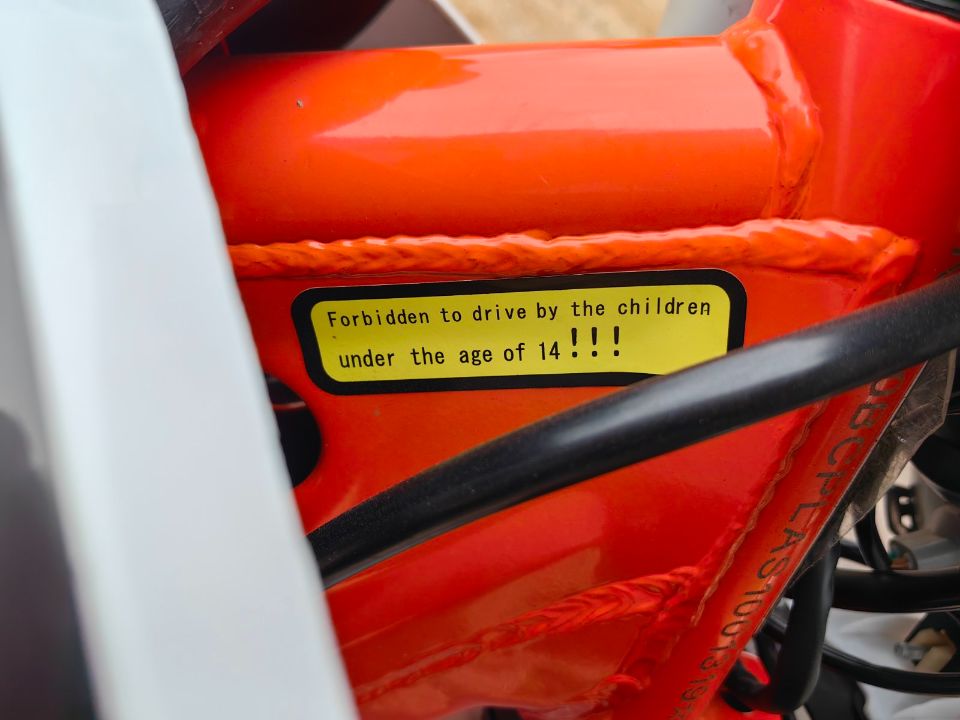 Forbidden to drive by the children
under the age of 14!!!